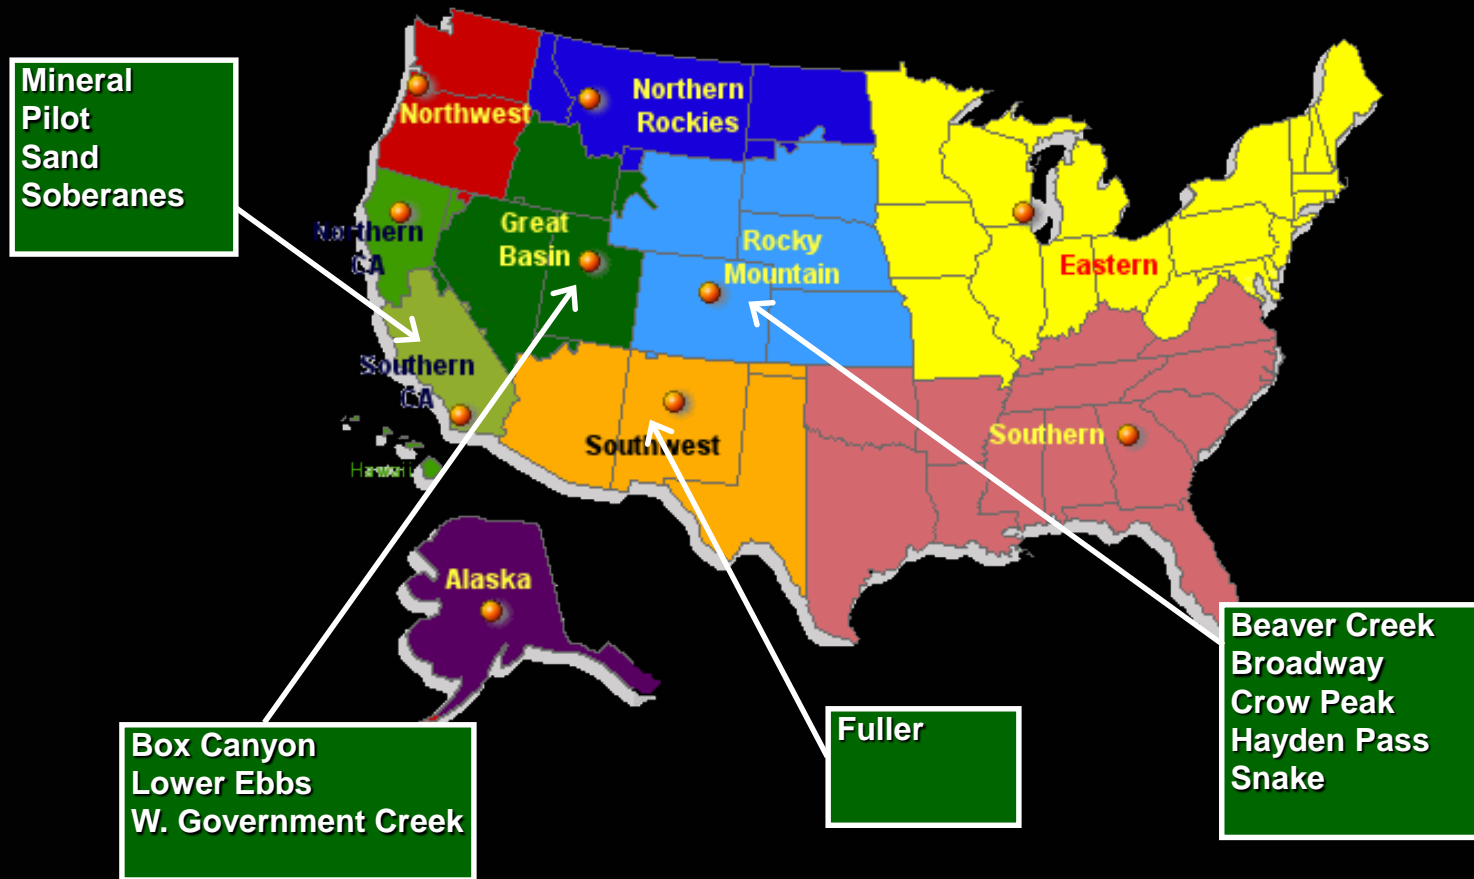 Mineral
Pilot
Sand
Soberanes
Northwest
Northern
Rockies
Northern
CA
Great
Basin
Rocky
Mountain
Eastern
Southern
CA
Southwest
Southern
Hawaii
Alaska
Box Canyon
Lower Ebbs
W. Government Creek
Fuller
Beaver Creek
Broadway
Crow Peak
Hayden Pass
Snake